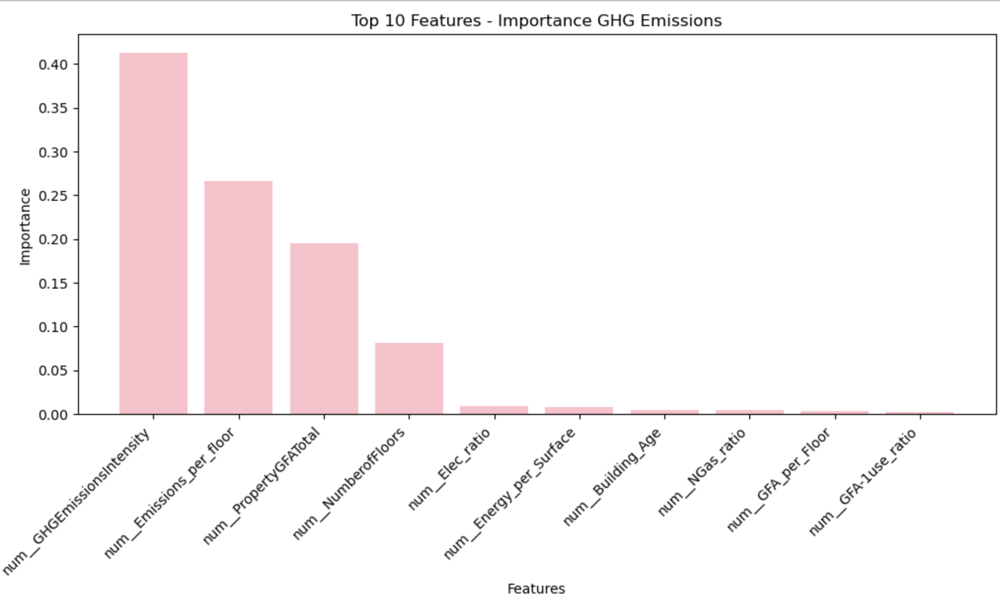 Top 10 Features - Importance GHG Emissions
Importance
0.40
0.35
0.30
0.25
0.20
0.15
0.10
0.05
0.00
num__GHGEmissionsIntensity
num__Emissions_per_floor
num__PropertyGFATotal
num__NumberofFloors
num__Elec_ratio
num__Energy_per_Surface
num__Building_Age
num__NGas_ratio
num__GFA_per_Floor
num__GFA-1use_ratio
Features